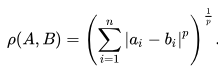 ρ(A, B) = (∑_{i=1}^{n} |a_i − b_i|^p)^{1/p}.